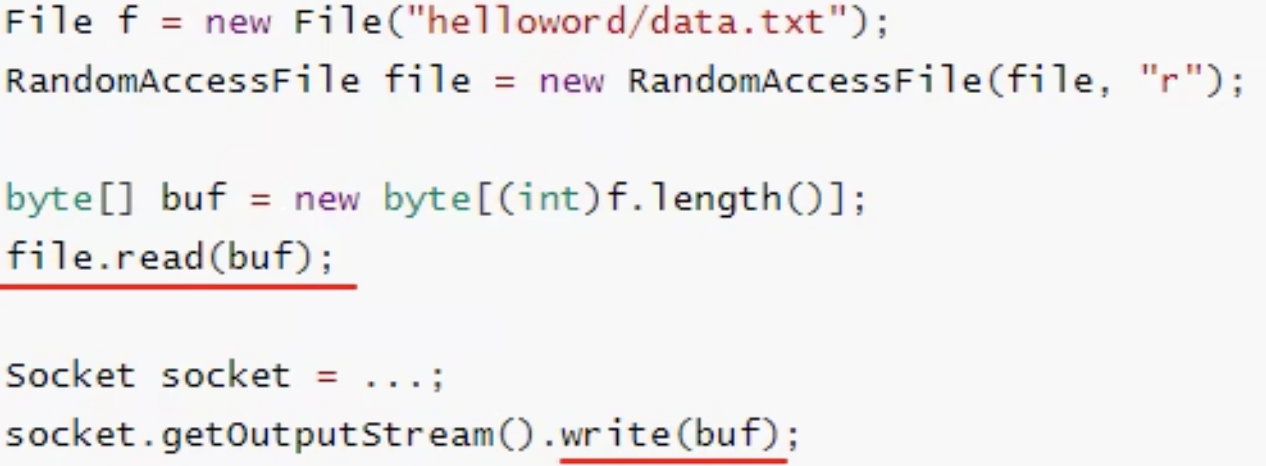 File f = new File("helloword/data.txt");
RandomAccessFile file = new RandomAccessFile(file, "r");
byte[] buf = new byte[(int)f.length()];
file.read(buf);
Socket socket = ...;
socket.getOutputStream().write(buf);